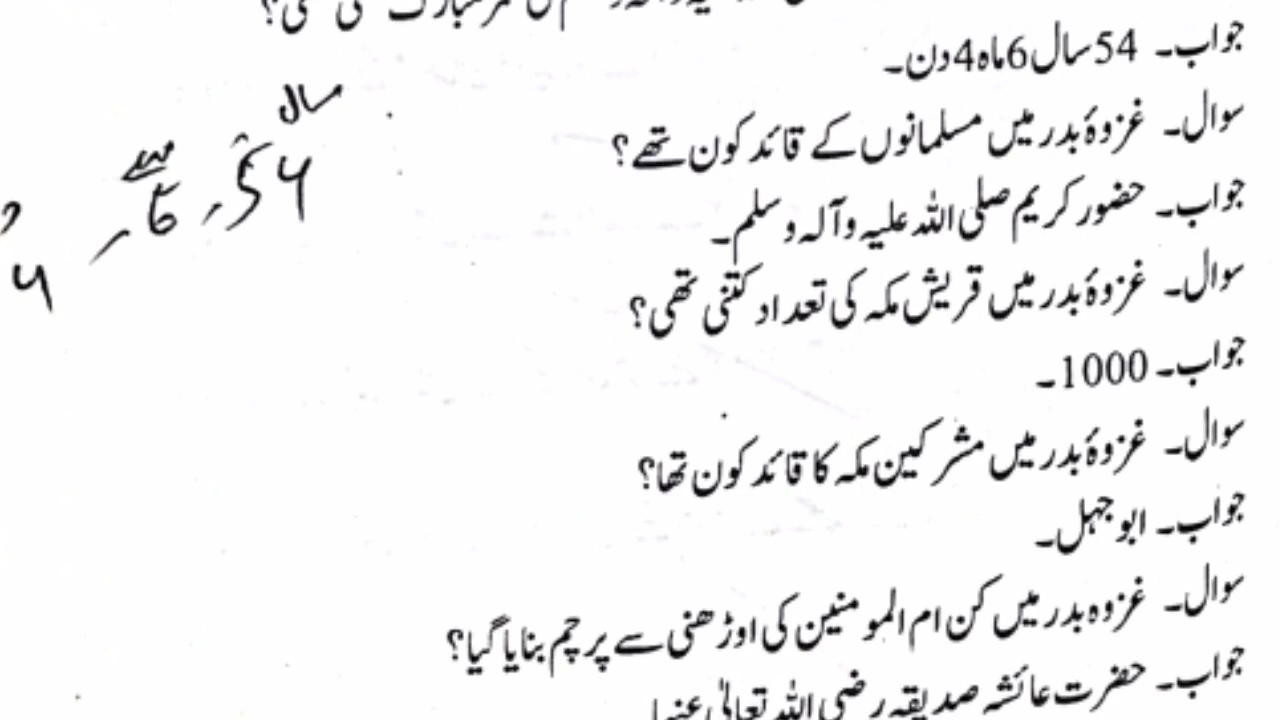 جواب۔ 54 سال 6 ماہ 4 دن۔
سوال۔ غزوۂ بدر میں مسلمانوں کے قائد کون تھے؟
جواب۔ حضور کریم صلی اللہ علیہ وآلہ وسلم۔
سوال۔ غزوۂ بدر میں قریش مکہ کی تعداد کتنی تھی؟
جواب۔ 1000۔
سوال۔ غزوۂ بدر میں مشرکین مکہ کا قائد کون تھا؟
جواب۔ ابو جہل۔
سوال۔ غزوہ بدر میں کن ام المومنین کی اوڑھنی سے پرچم بنایا گیا؟
جواب۔ حضرت عائشہ صدیقہ رضی اللہ تعالیٰ عنہا
سال